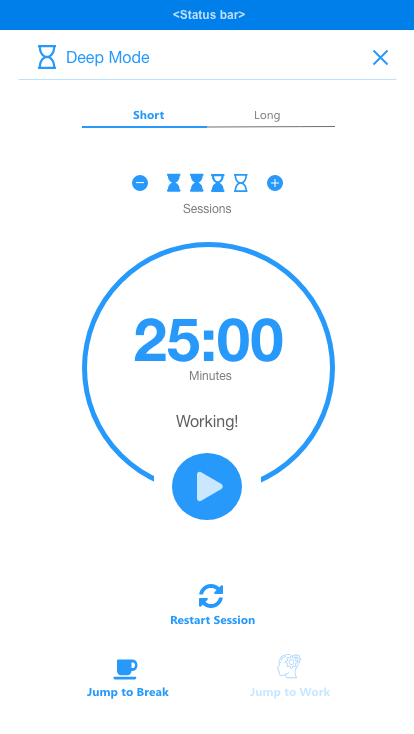 <Status bar>
Deep Mode
Short Long
Sessions
25:00
Minutes
Working!
Restart Session
Jump to Break Jump to Work